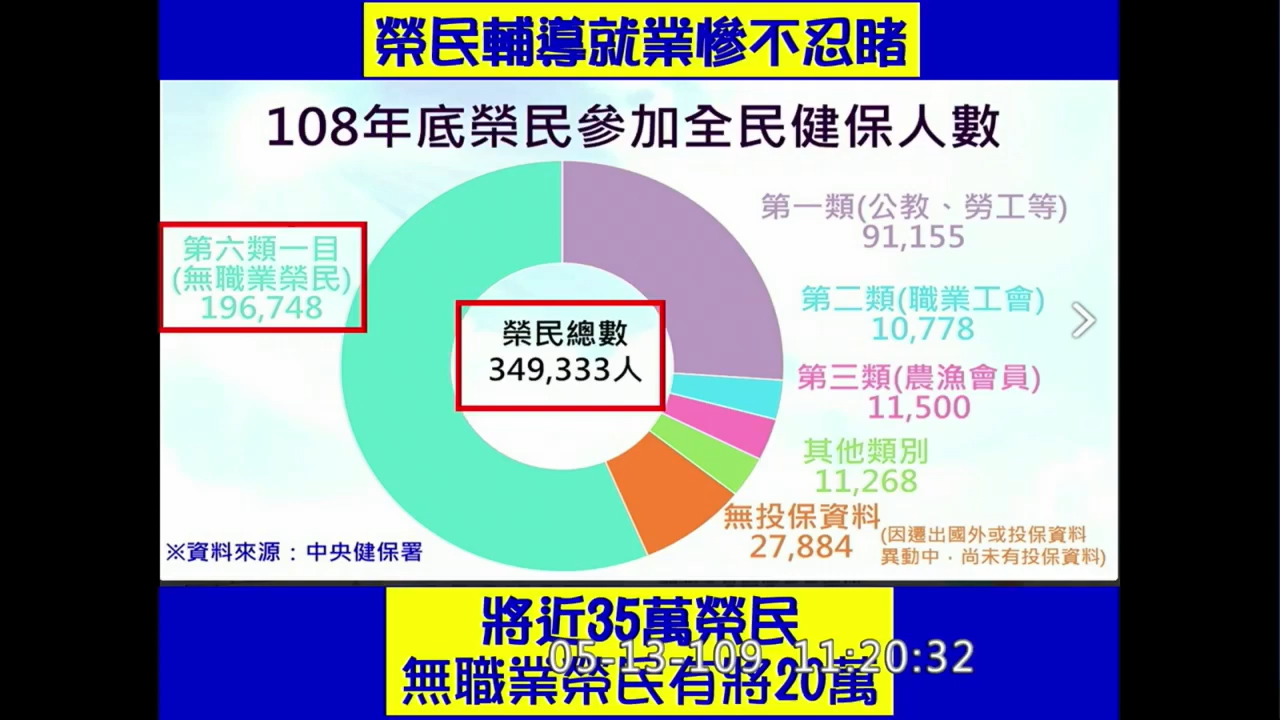 榮民輔導就業慘不忍睹
108年底榮民參加全民健保人數
第一類(公教、勞工等)
91,155
第六類一目
(無職業榮民)
196,748
第二類(職業工會)
10,778
榮民總數
349,333人
第三類(農漁會員)
11,500
其他類別
11,268
無投保資料
27,884
(因遷出國外或投保資料
異動中，尚未有投保資料)
※資料來源：中央健保署
將近35萬榮民
05-13-109 11:20:32
無職業榮民有將20萬